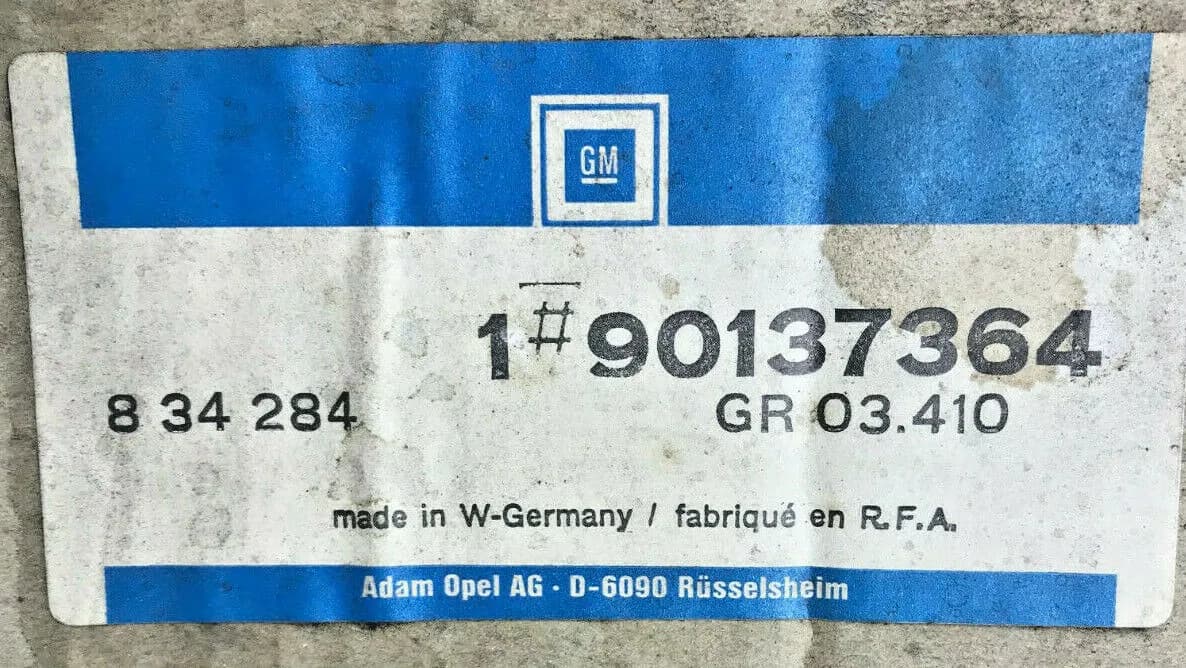 GM
1 # 90137364
8 34 284 GR 03.410
made in W-Germany / fabriqué en R.F.A.
Adam Opel AG · D-6090 Rüsselsheim